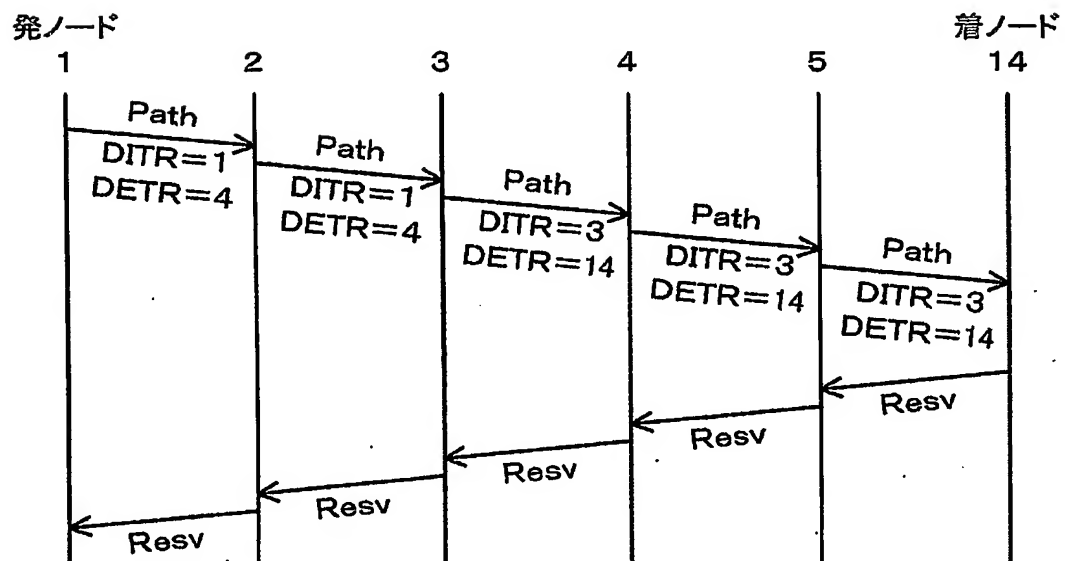 発ノード
着ノード
1 2 3 4 5 14
Path
DITR=1
DETR=4
Path
DITR=1
DETR=4
Path
DITR=3
DETR=14
Path
DITR=3
DETR=14
Path
DITR=3
DETR=14
Resv
Resv
Resv
Resv
Resv